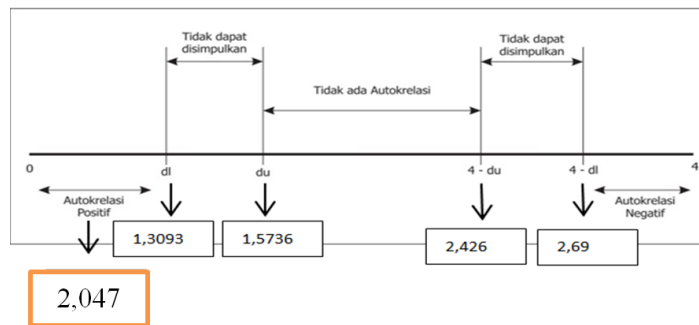 Tidak dapat
disimpulkan
Tidak dapat
disimpulkan
Tidak ada Autokrelasi
0
dl
du
4 - du
4 - dl
4
Autokrelasi
Positif
Autokrelasi
Negatif
1,3093
1,5736
2,426
2,69
2,047